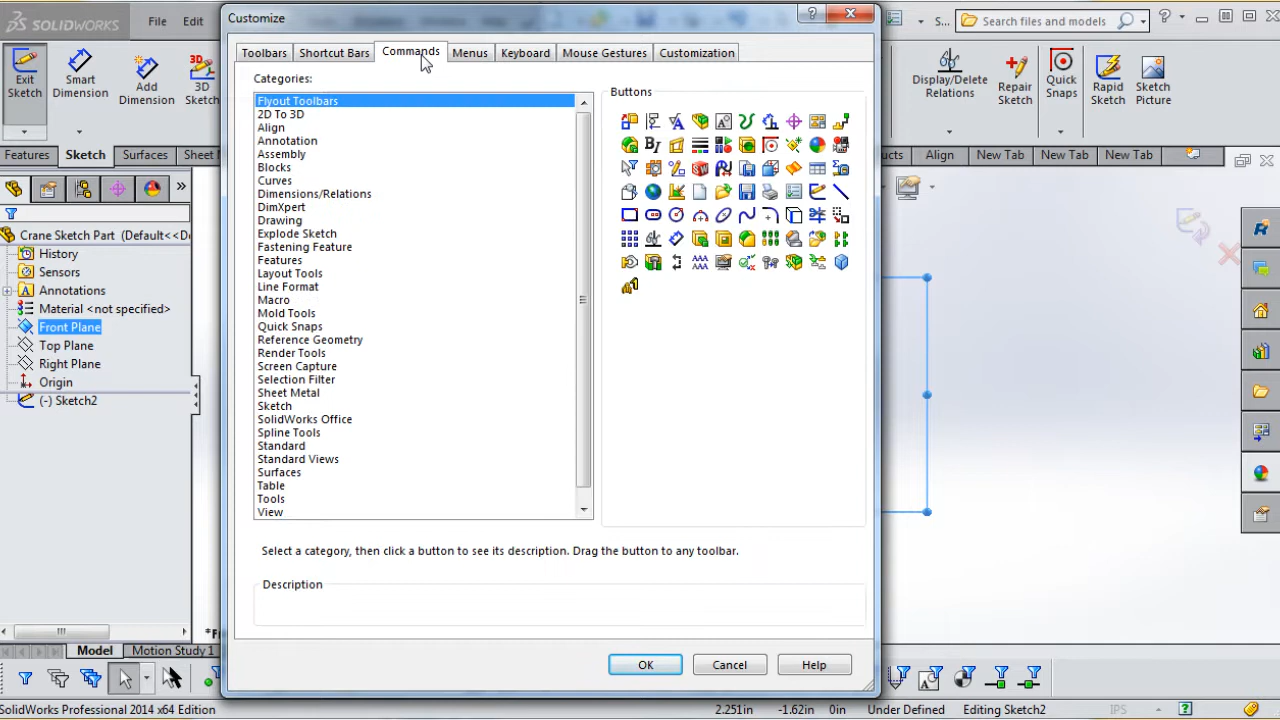 SOLIDWORKS
File
Edit
Customize
S...
Search files and models
Exit
Sketch
Smart
Dimension
Add
Dimension
3D
Sketch
Display/Delete
Relations
Repair
Sketch
Quick
Snaps
Rapid
Sketch
Sketch
Picture
Features
Sketch
Surfaces
Sheet M
ucts
Align
New Tab
New Tab
New Tab
Toolbars
Shortcut Bars
Commands
Menus
Keyboard
Mouse Gestures
Customization
Categories:
Buttons
Flyout Toolbars
2D To 3D
Align
Annotation
Assembly
Blocks
Curves
Dimensions/Relations
DimXpert
Drawing
Explode Sketch
Fastening Feature
Features
Layout Tools
Line Format
Macro
Mold Tools
Quick Snaps
Reference Geometry
Render Tools
Screen Capture
Selection Filter
Sheet Metal
Sketch
SolidWorks Office
Spline Tools
Standard
Standard Views
Surfaces
Table
Tools
View
Select a category, then click a button to see its description. Drag the button to any toolbar.
Description
OK
Cancel
Help
Crane Sketch Part (Default<<D
History
Sensors
Annotations
Material <not specified>
Front Plane
Top Plane
Right Plane
Origin
(-) Sketch2
*F
Model
Motion Study 1
SolidWorks Professional 2014 x64 Edition
2.251in
-1.62in
0in
Under Defined
Editing Sketch2
IPS